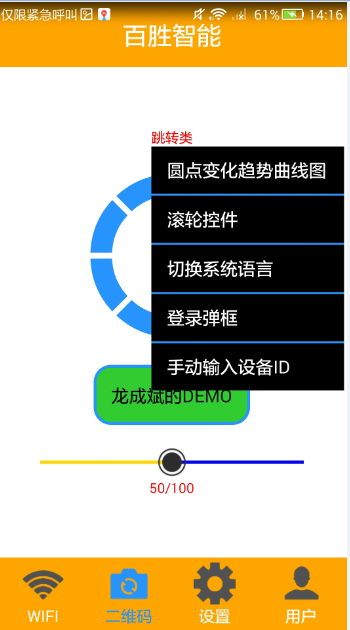 仅限紧急呼叫 61% 14:16
百胜智能
跳转类
圆点变化趋势曲线图
滚轮控件
切换系统语言
登录弹框
手动输入设备ID
龙成斌的DEMO
50/100
WIFI 二维码 设置 用户